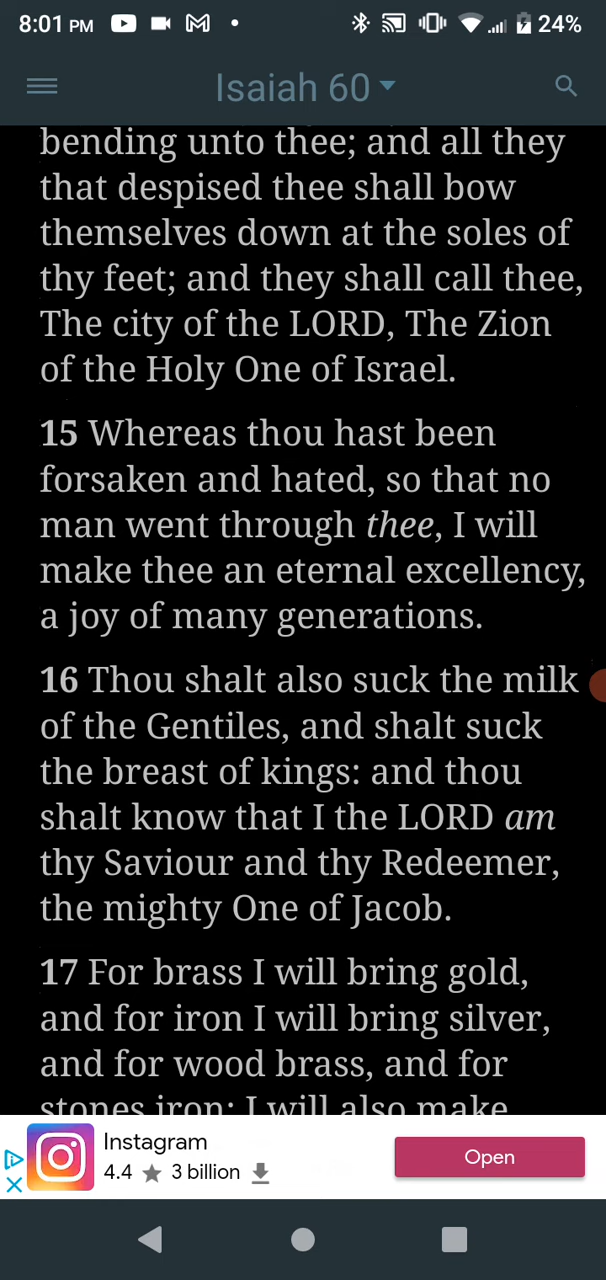 8:01 PM 24%
Isaiah 60
bending unto thee; and all they
that despised thee shall bow
themselves down at the soles of
thy feet; and they shall call thee,
The city of the LORD, The Zion
of the Holy One of Israel.
15 Whereas thou hast been
forsaken and hated, so that no
man went through thee, I will
make thee an eternal excellency,
a joy of many generations.
16 Thou shalt also suck the milk
of the Gentiles, and shalt suck
the breast of kings: and thou
shalt know that I the LORD am
thy Saviour and thy Redeemer,
the mighty One of Jacob.
17 For brass I will bring gold,
and for iron I will bring silver,
and for wood brass, and for
stones iron: I will also make
Instagram
4.4 ★ 3 billion
Open